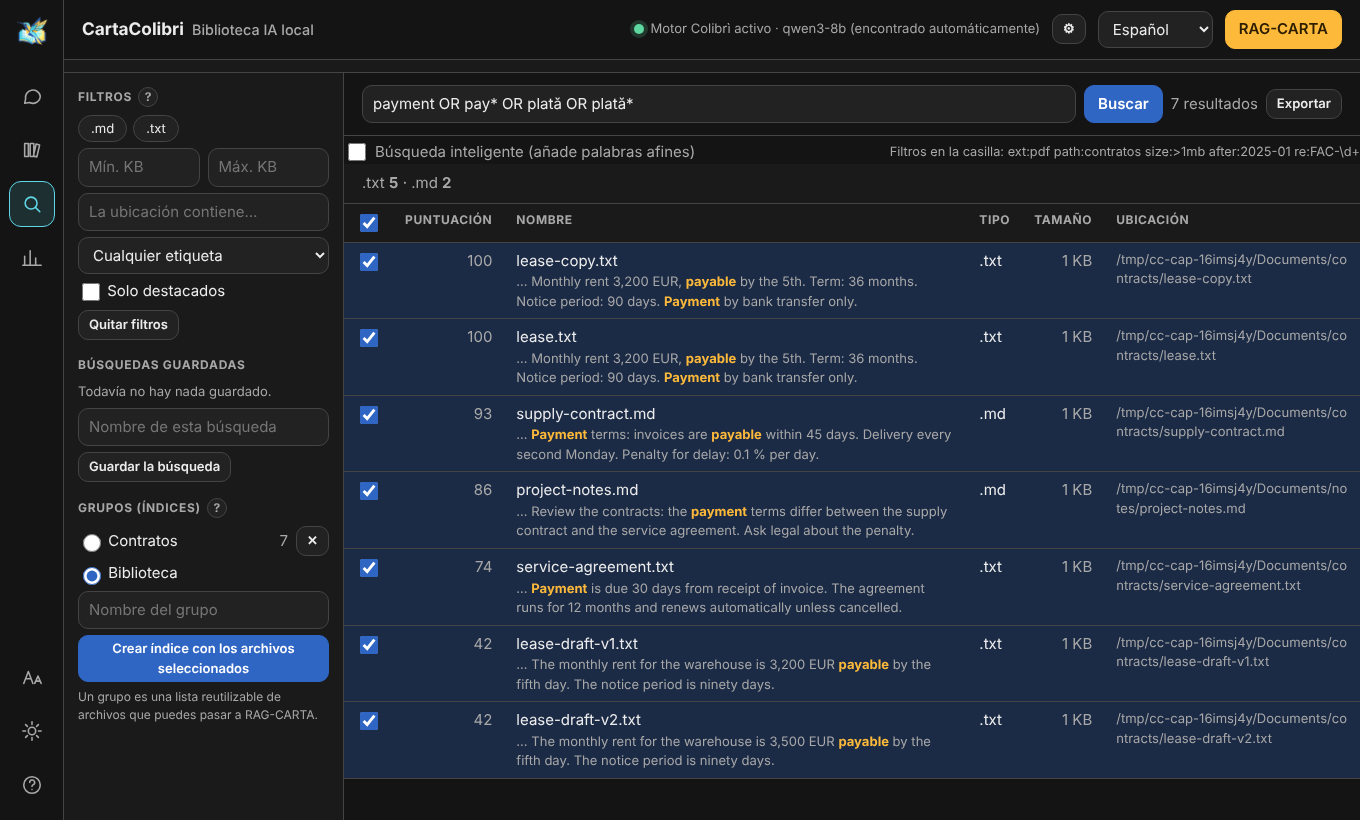 CartaColibri Biblioteca IA local
Motor Colibrì activo · qwen3-8b (encontrado automáticamente)
Español
RAG-CARTA
FILTROS ?
.md .txt
Mín. KB Máx. KB
La ubicación contiene...
Cualquier etiqueta
Solo destacados
Quitar filtros
BÚSQUEDAS GUARDADAS
Todavía no hay nada guardado.
Nombre de esta búsqueda
Guardar la búsqueda
GRUPOS (ÍNDICES) ?
Contratos 7 ✕
Biblioteca
Nombre del grupo
Crear índice con los archivos
seleccionados
Un grupo es una lista reutilizable de
archivos que puedes pasar a RAG-CARTA.
AA
payment OR pay* OR plată OR plată*
Buscar
7 resultados
Exportar
Búsqueda inteligente (añade palabras afines)
Filtros en la casilla: ext:pdf path:contratos size:>1mb after:2025-01 re:FAC-\d+
.txt 5 · .md 2
PUNTUACIÓN NOMBRE TIPO TAMAÑO UBICACIÓN
100 lease-copy.txt .txt 1 KB /tmp/cc-cap-16imsj4y/Documents/co
ntracts/lease-copy.txt
... Monthly rent 3,200 EUR, payable by the 5th. Term: 36 months.
Notice period: 90 days. Payment by bank transfer only.
100 lease.txt .txt 1 KB /tmp/cc-cap-16imsj4y/Documents/co
ntracts/lease.txt
... Monthly rent 3,200 EUR, payable by the 5th. Term: 36 months.
Notice period: 90 days. Payment by bank transfer only.
93 supply-contract.md .md 1 KB /tmp/cc-cap-16imsj4y/Documents/co
ntracts/supply-contract.md
... Payment terms: invoices are payable within 45 days. Delivery every
second Monday. Penalty for delay: 0.1 % per day.
86 project-notes.md .md 1 KB /tmp/cc-cap-16imsj4y/Documents/no
tes/project-notes.md
... Review the contracts: the payment terms differ between the supply
contract and the service agreement. Ask legal about the penalty.
74 service-agreement.txt .txt 1 KB /tmp/cc-cap-16imsj4y/Documents/co
ntracts/service-agreement.txt
... Payment is due 30 days from receipt of invoice. The agreement
runs for 12 months and renews automatically unless cancelled.
42 lease-draft-v1.txt .txt 1 KB /tmp/cc-cap-16imsj4y/Documents/co
ntracts/lease-draft-v1.txt
... The monthly rent for the warehouse is 3,200 EUR payable by the
fifth day. The notice period is ninety days.
42 lease-draft-v2.txt .txt 1 KB /tmp/cc-cap-16imsj4y/Documents/co
ntracts/lease-draft-v2.txt
... The monthly rent for the warehouse is 3,500 EUR payable by the
fifth day. The notice period is ninety days.